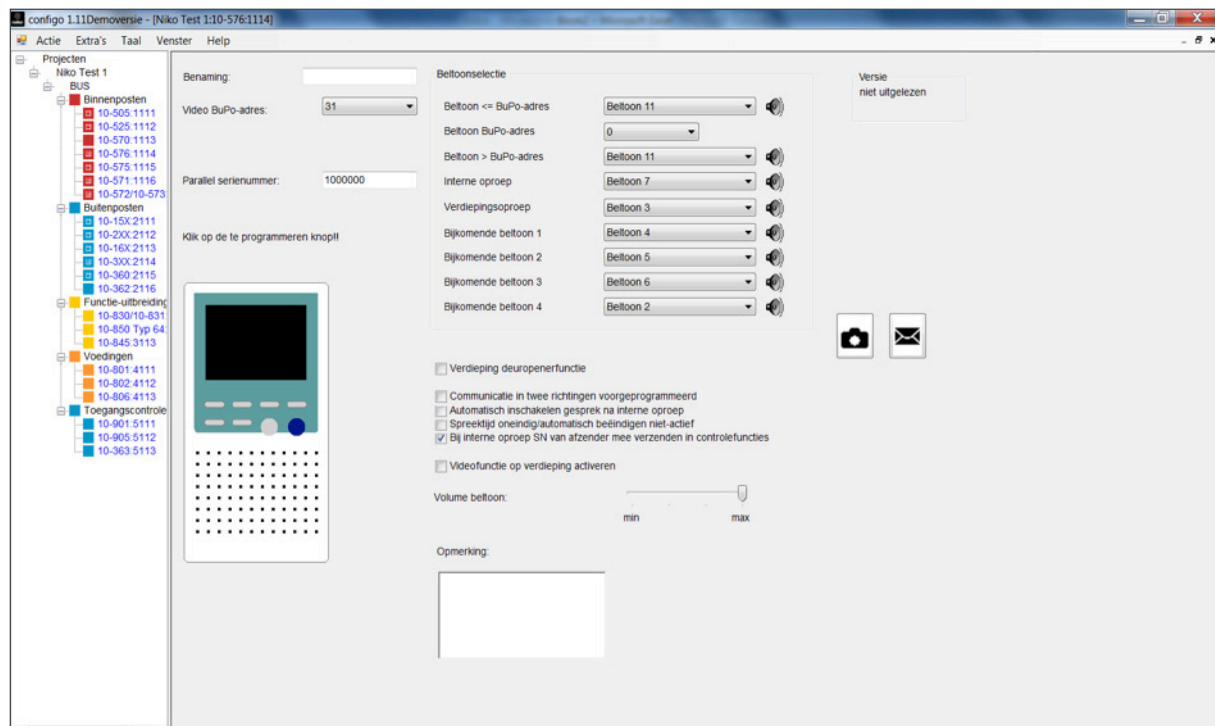 configo 1.11Demoversie - [Niko Test 1:10-576:1114]
Actie Extra's Taal Venster Help
Projecten
Niko Test 1
BUS
Binnenposten
10-505:1111
10-525:1112
10-570:1113
10-576:1114
10-575:1115
10-571:1116
10-572/10-573
Buitenposten
10-15X:2111
10-2XX:2112
10-16X:2113
10-3XX:2114
10-360:2115
10-362:2116
Functie-uitbreiding
10-830/10-831
10-850 Typ 64:
10-845:3113
Voedingen
10-801:4111
10-802:4112
10-806:4113
Toegangscontrole
10-901:5111
10-905:5112
10-363:5113
Benaming:
Video BuPo-adres: 31
Parallel serienummer: 1000000
Klik op de te programmeren knop!!
Beltoonselectie
Beltoon <= BuPo-adres Beltoon 11
Beltoon BuPo-adres 0
Beltoon > BuPo-adres Beltoon 11
Interne oproep Beltoon 7
Verdiepingsoproep Beltoon 3
Bijkomende beltoon 1 Beltoon 4
Bijkomende beltoon 2 Beltoon 5
Bijkomende beltoon 3 Beltoon 6
Bijkomende beltoon 4 Beltoon 2
Verdieping deuropenerfunctie
Communicatie in twee richtingen voorgeprogrammeerd
Automatisch inschakelen gesprek na interne oproep
Spreektijd oneindig/automatisch beëindigen niet-actief
Bij interne oproep SN van afzender mee verzenden in controlefuncties
Videofunctie op verdieping activeren
Volume beltoon:
min max
Opmerking:
Versie
niet uitgelezen